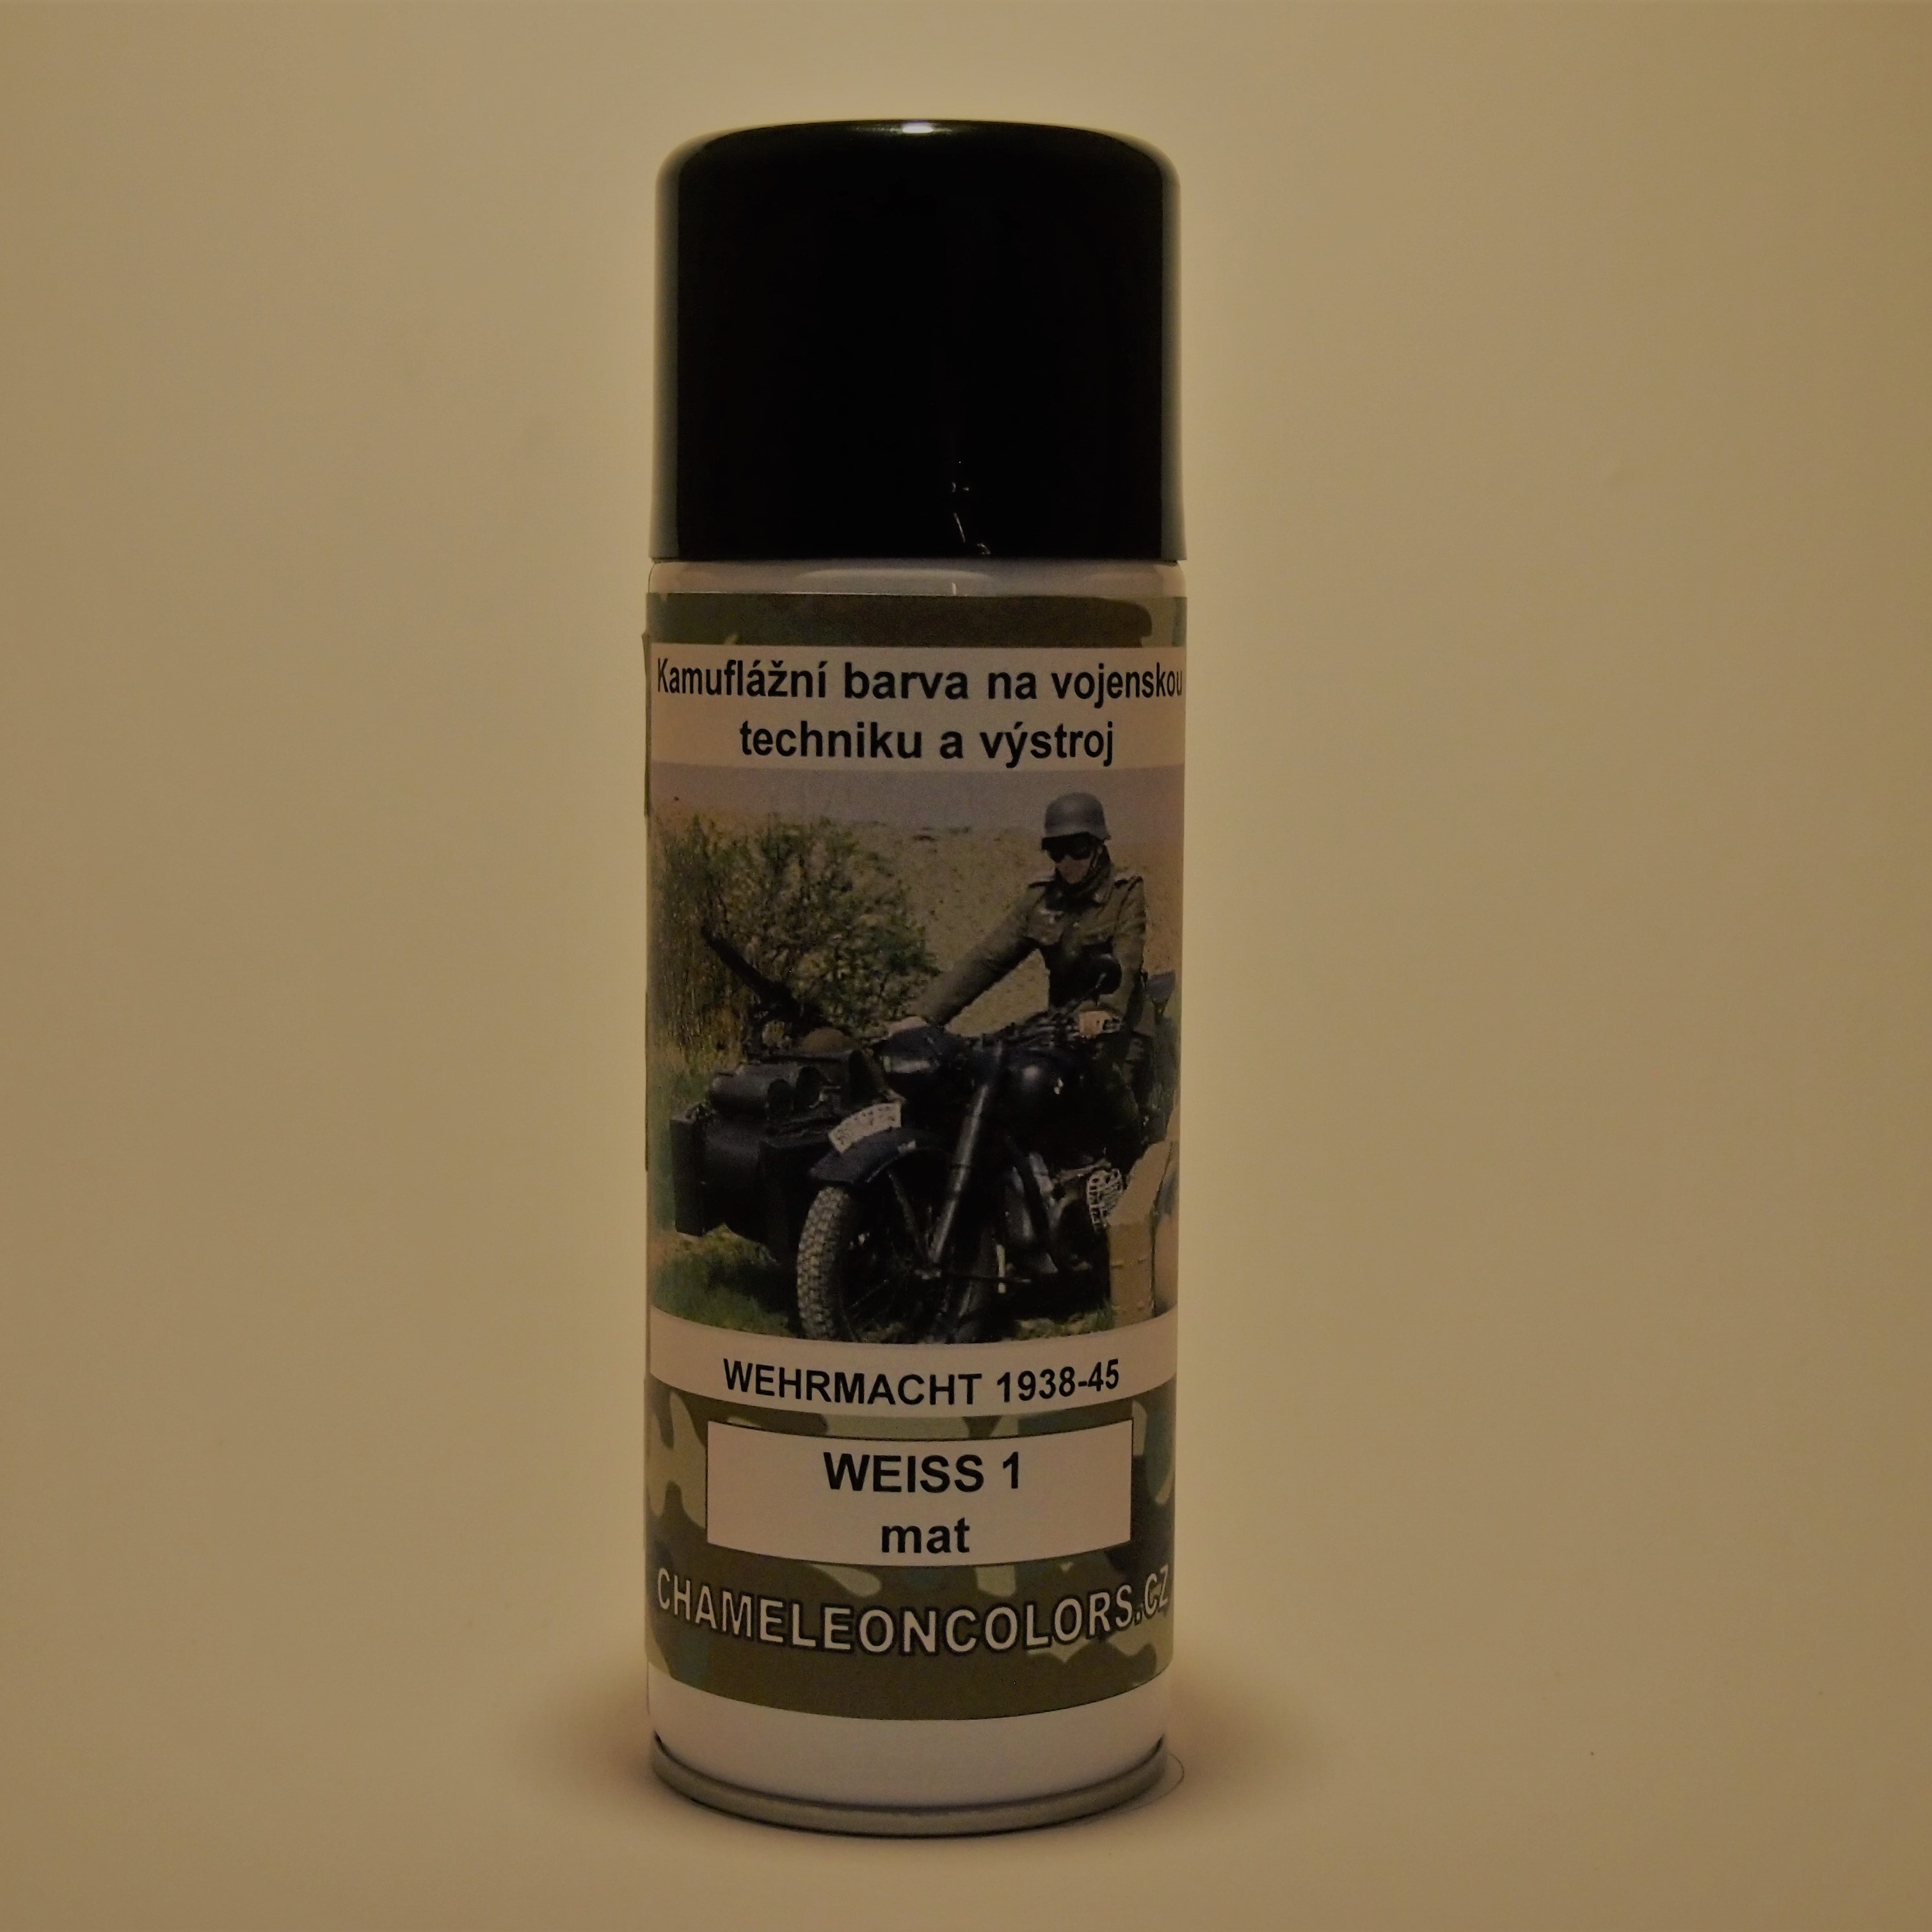 Kamuflážní barva na vojenskou
techniku a výstroj
WEHRMACHT 1938-45
WEISS 1
mat
CHAMELEONCOLORS.CZ